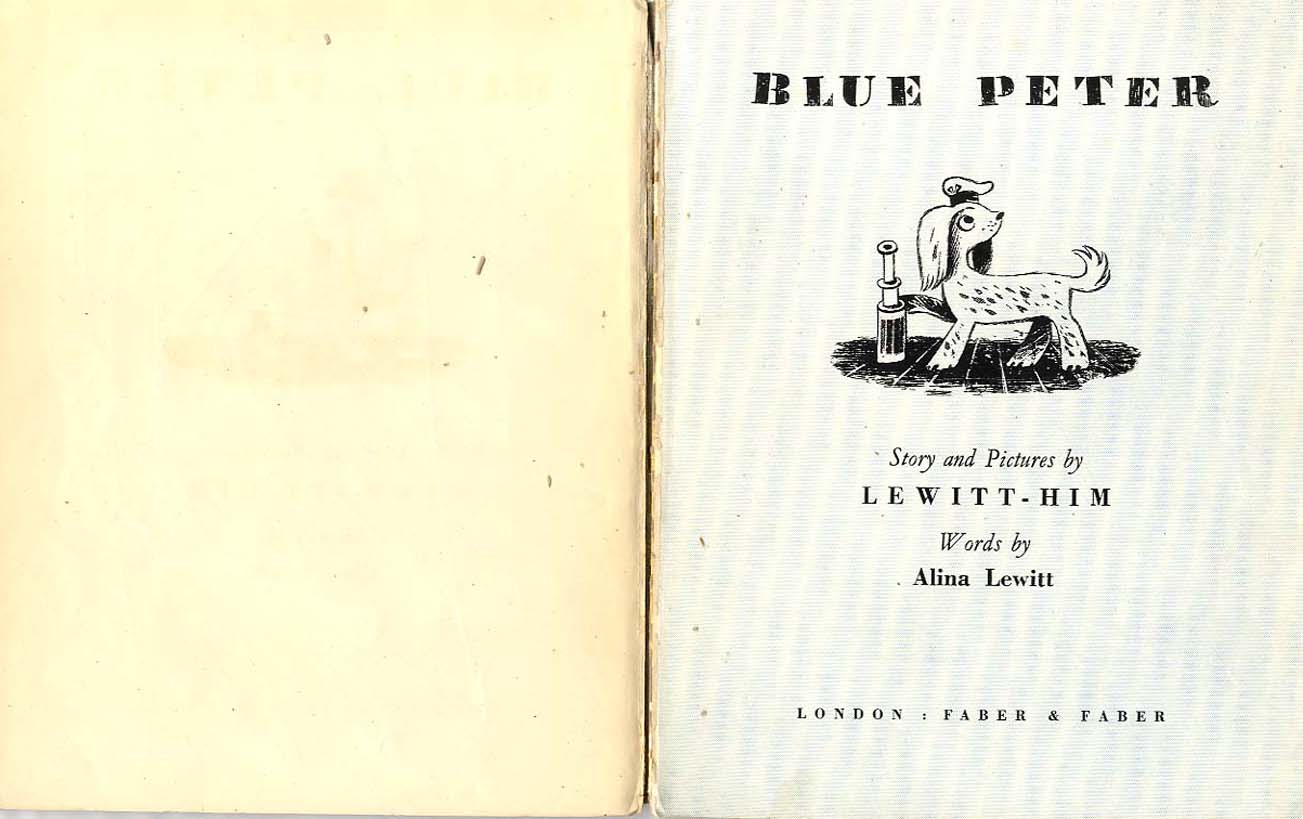 BLUE PETER
Story and Pictures by
LEWITT-HIM
Words by
Alina Lewitt
LONDON : FABER & FABER